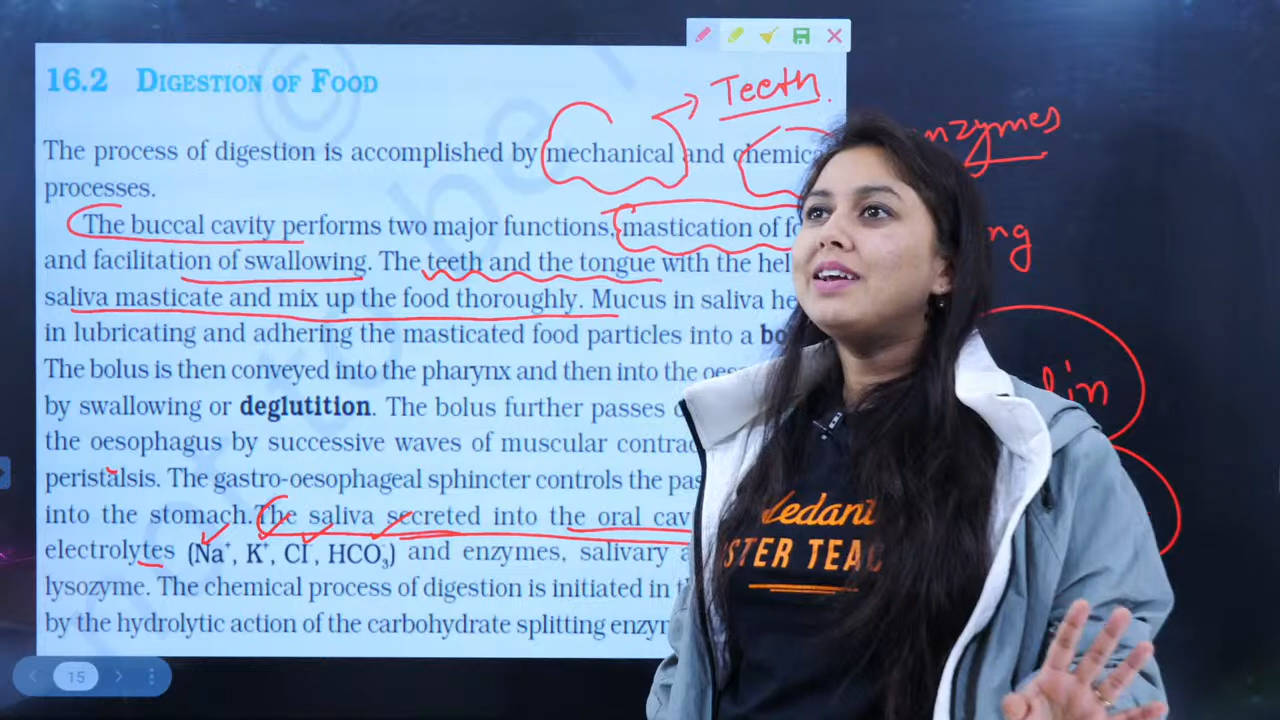 16.2 DIGESTION OF FOOD
Teeth
nzymes
The process of digestion is accomplished by mechanical and chemica
processes.
The buccal cavity performs two major functions, mastication of fo
ng
and facilitation of swallowing. The teeth and the tongue with the hel
saliva masticate and mix up the food thoroughly. Mucus in saliva he
in lubricating and adhering the masticated food particles into a bo
lin
The bolus is then conveyed into the pharynx and then into the oes
by swallowing or deglutition. The bolus further passes
the oesophagus by successive waves of muscular contrac
peristalsis. The gastro-oesophageal sphincter controls the pas
into the stomach.The saliva secreted into the oral cav
electrolytes (Na⁺, K⁺, Cl⁻, HCO₃⁻) and enzymes, salivary a
lysozyme. The chemical process of digestion is initiated in t
by the hydrolytic action of the carbohydrate splitting enzyr
Vedant
STER TEAC
15